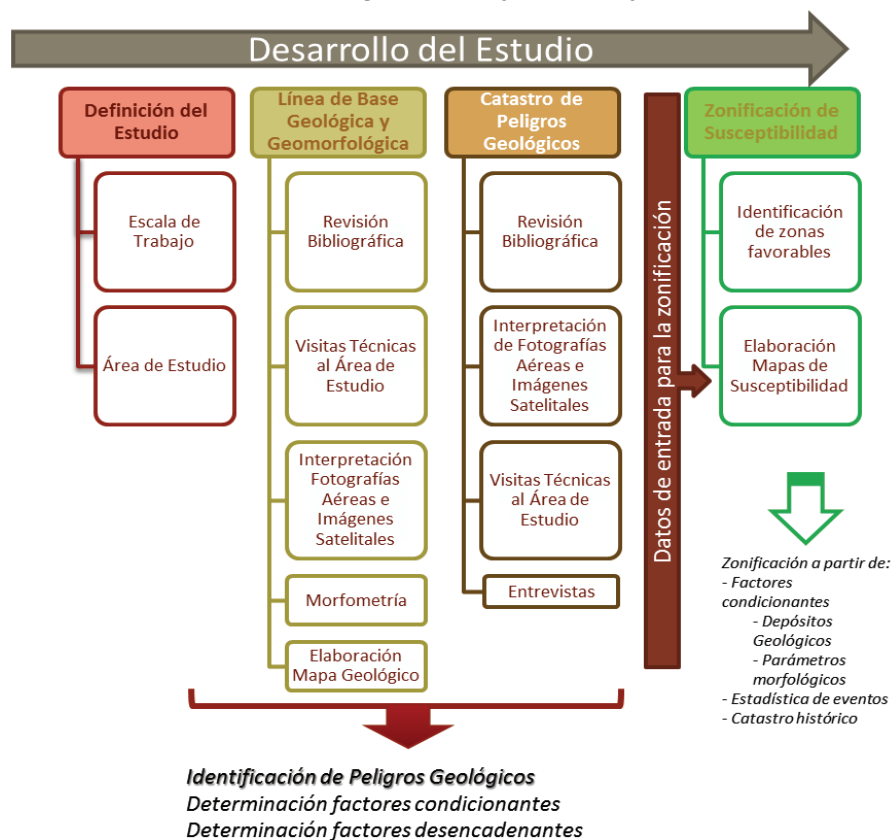 Desarrollo del Estudio
Definición del
Estudio
Escala de
Trabajo
Área de Estudio
Línea de Base
Geológica y
Geomorfológica
Revisión
Bibliográfica
Visitas Técnicas
al Área de
Estudio
Interpretación
Fotografías
Aéreas e
Imágenes
Satelitales
Morfometría
Elaboración
Mapa Geológico
Catastro de
Peligros
Geológicos
Revisión
Bibliográfica
Interpretación
de Fotografías
Aéreas e
Imágenes
Satelitales
Visitas Técnicas
al Área de
Estudio
Entrevistas
Datos de entrada para la zonificación
Zonificación de
Susceptibilidad
Identificación
de zonas
favorables
Elaboración
Mapas de
Susceptibilidad
Zonificación a partir de:
- Factores
condicionantes
- Depósitos
Geológicos
- Parámetros
morfológicos
- Estadística de eventos
- Catastro histórico
Identificación de Peligros Geológicos
Determinación factores condicionantes
Determinación factores desencadenantes